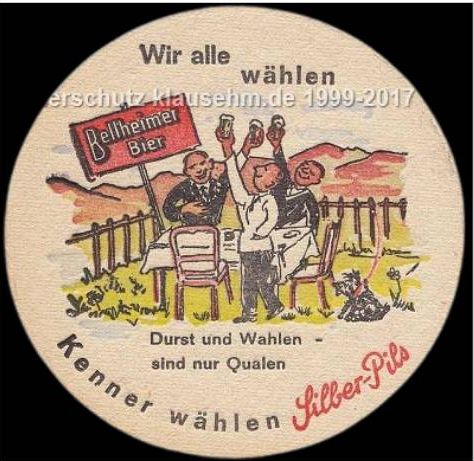 Wir alle
wählen
erschutz klausehm.de 1999-2017
Bellheimer
Bier
Durst und Wahlen -
sind nur Qualen
Kenner wählen Silber-Pils